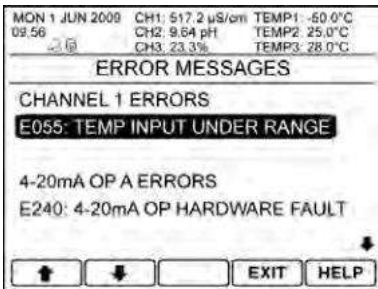 MON 1 JUN 2009 CH1: 517.2 µS/cm TEMP1: -50.0°C
09:56 CH2: 9.64 pH TEMP2: 25.0°C
CH3: 23.3% TEMP3: 28.0°C
ERROR MESSAGES
CHANNEL 1 ERRORS
E055: TEMP INPUT UNDER RANGE
4-20mA OP A ERRORS
E240: 4-20mA OP HARDWARE FAULT
EXIT HELP